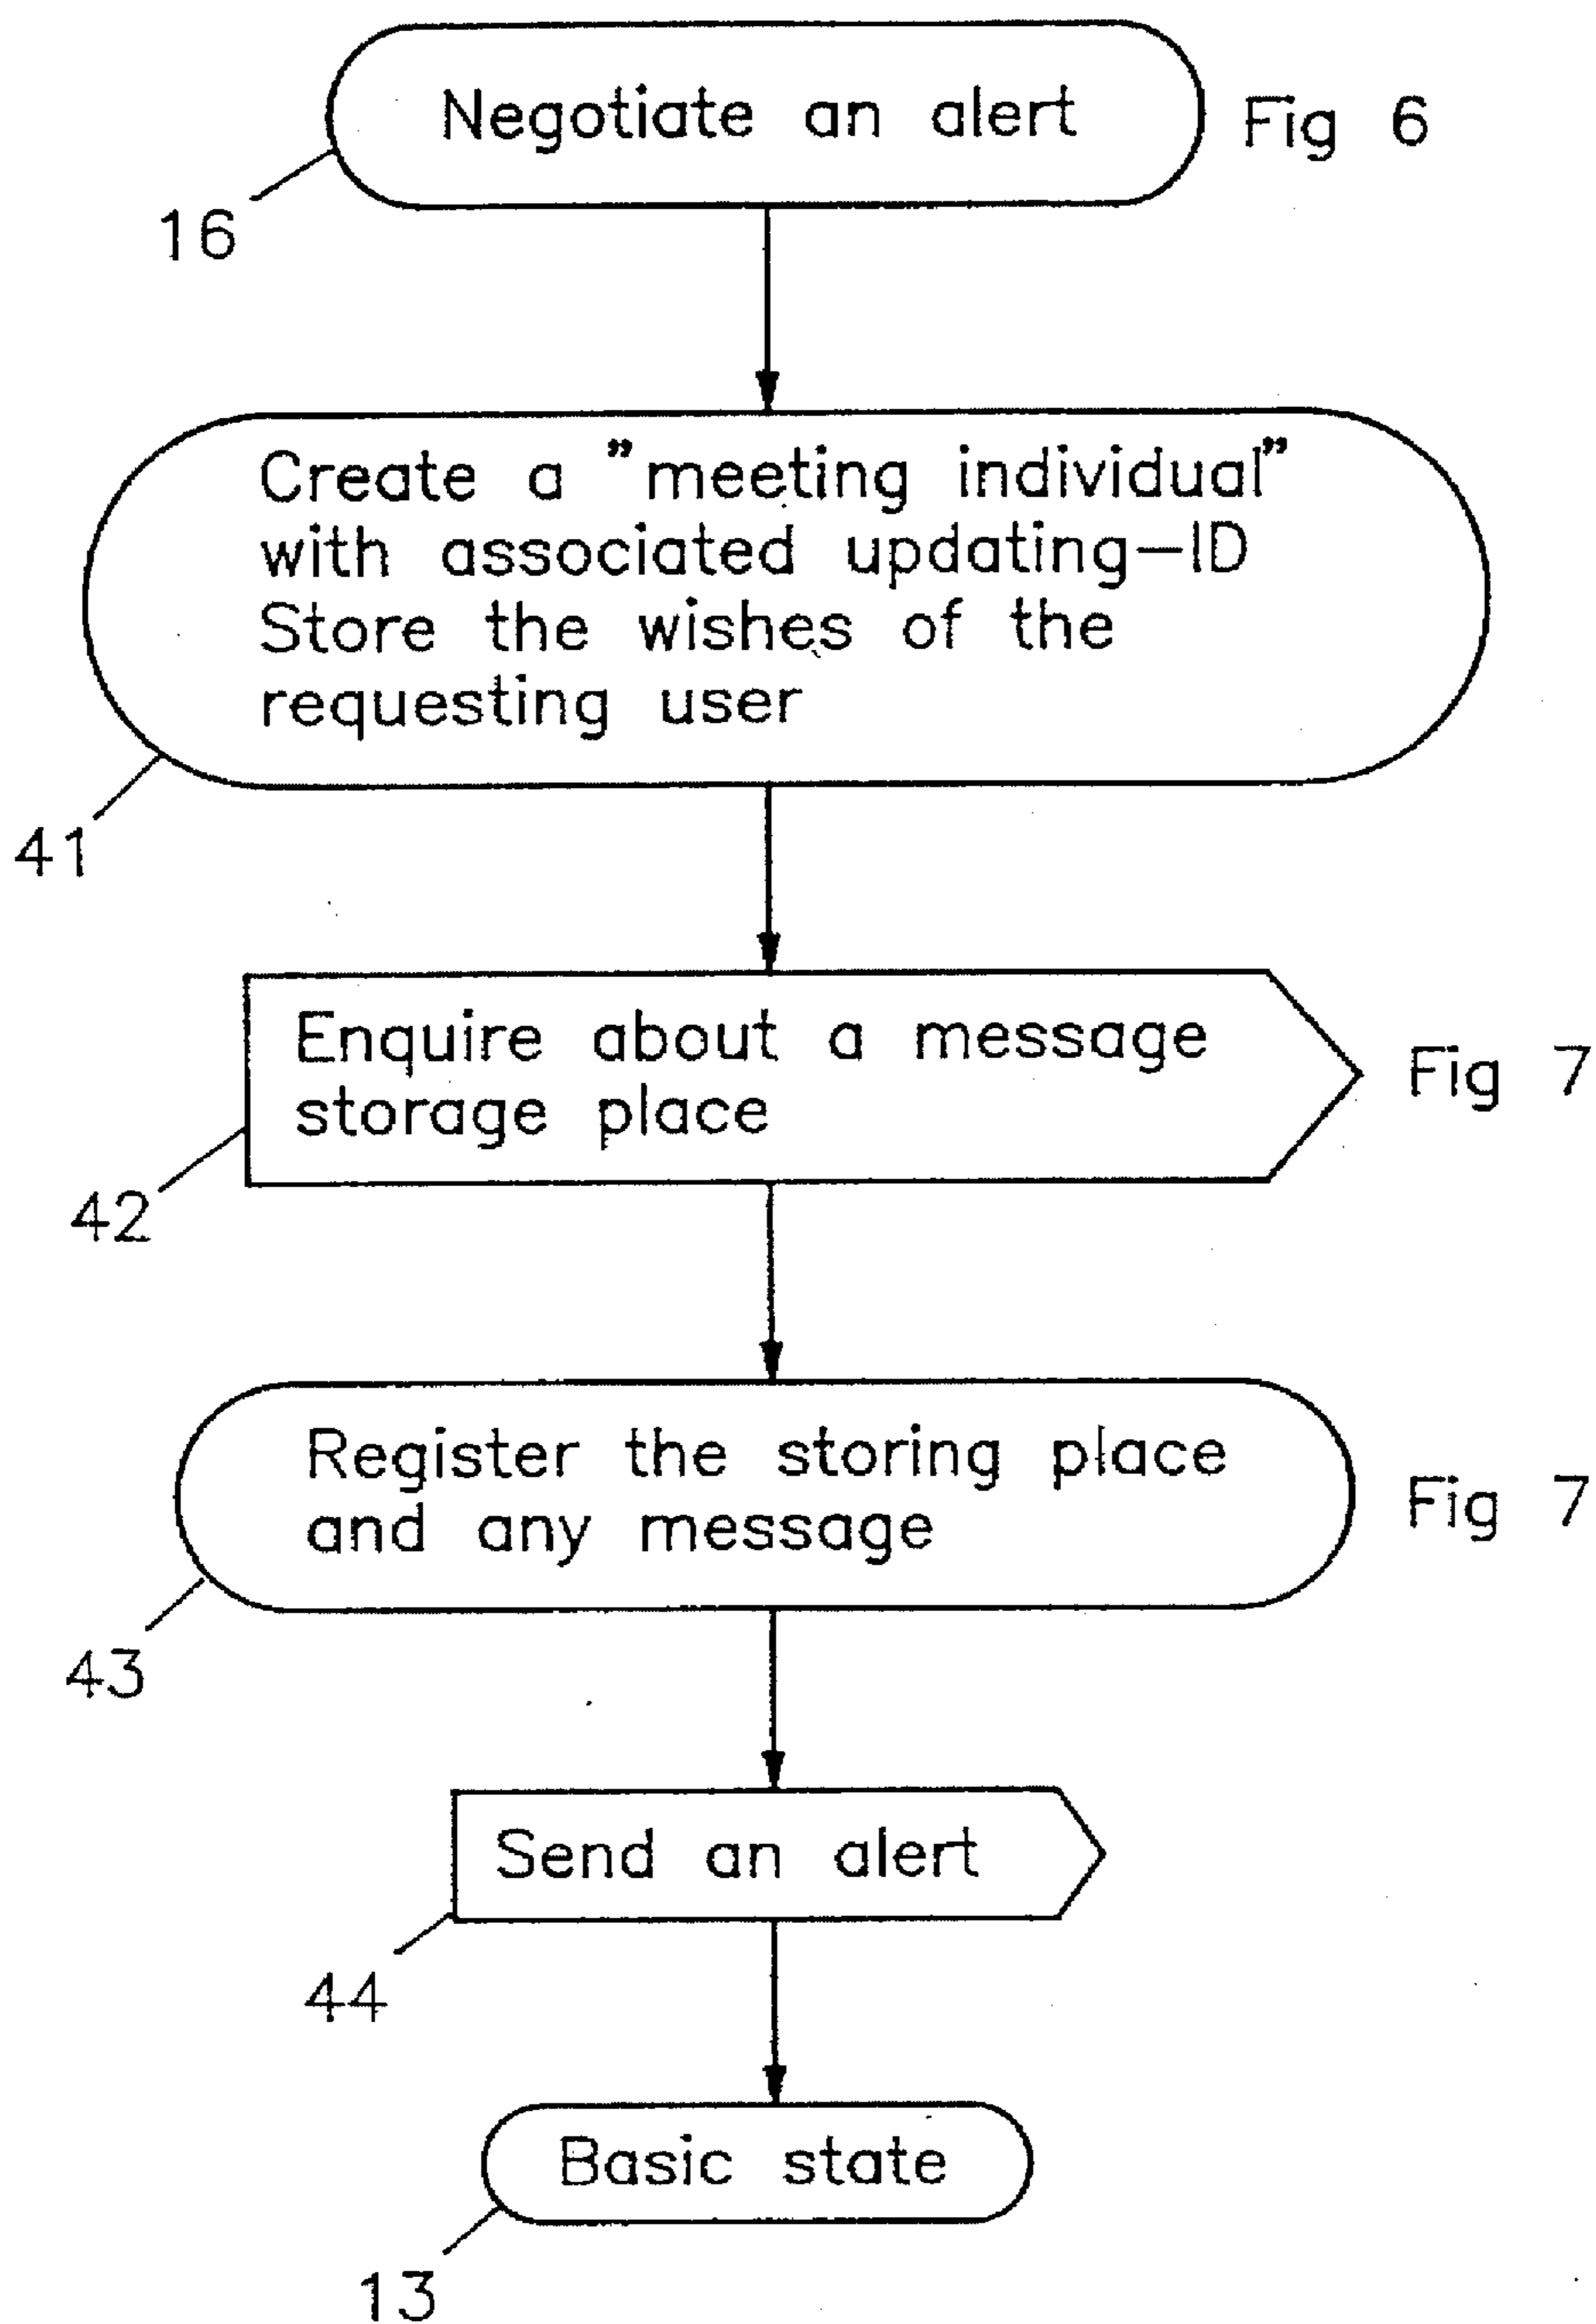 Negotiate an alert
Fig 6
16
Create a ”meeting individual”
with associated updating–ID
Store the wishes of the
requesting user
41
Enquire about a message
storage place
Fig 7
42
Register the storing place
and any message
Fig 7
43
Send an alert
44
Basic state
13